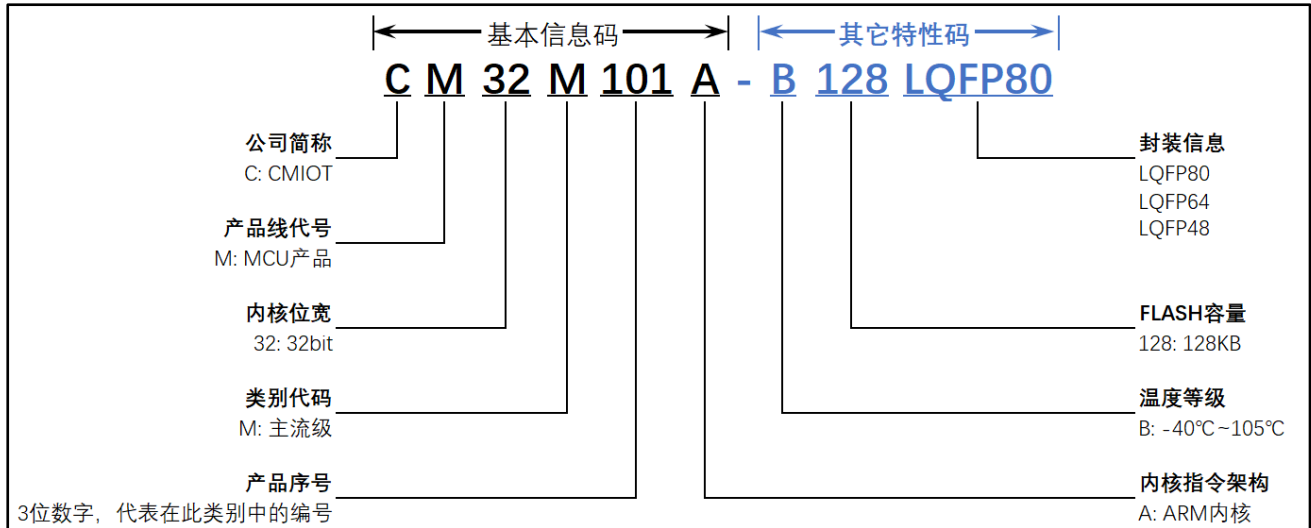 基本信息码 其它特性码
C M 32 M 101 A - B 128 LQFP80
公司简称
C: CMIOT
产品线代号
M: MCU产品
内核位宽
32: 32bit
类别代码
M: 主流级
产品序号
3位数字，代表在此类别中的编号
封装信息
LQFP80
LQFP64
LQFP48
FLASH容量
128: 128KB
温度等级
B: -40℃~105℃
内核指令架构
A: ARM内核